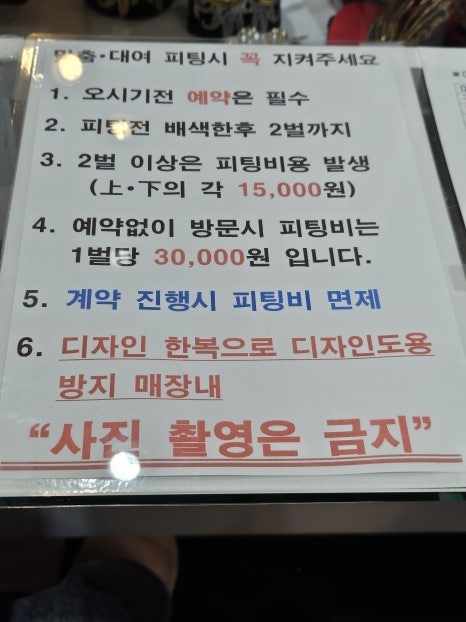 맞춤·대여 피팅시 꼭 지켜주세요
1. 오시기전 예약은 필수
2. 피팅전 배색한후 2벌까지
3. 2벌 이상은 피팅비용 발생
(上·下의 각 15,000원)
4. 예약없이 방문시 피팅비는
1벌당 30,000원 입니다.
5. 계약 진행시 피팅비 면제
6. 디자인 한복으로 디자인도용
방지 매장내
“사진 촬영은 금지”